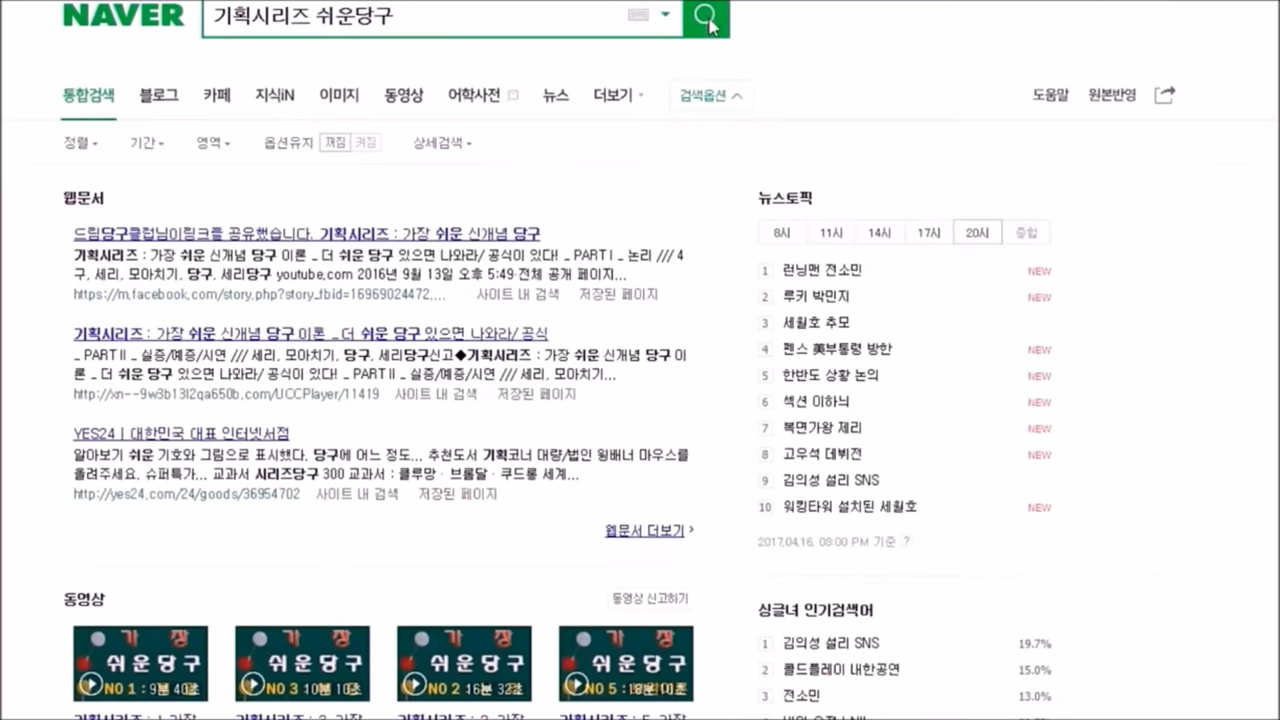 NAVER
기획시리즈 쉬운당구
통합검색 블로그 카페 지식iN 이미지 동영상 어학사전 뉴스 더보기 검색옵션 도움말 원본반영
정렬 기간 영역 옵션유지 꺼짐 켜짐 상세검색
웹문서
드림당구클럽님이링크를 공유했습니다. 기획시리즈 : 가장 쉬운 신개념 당구
기획시리즈 : 가장 쉬운 신개념 당구 이론 _ 더 쉬운 당구 있으면 나와라/ 공식이 있다! _ PART I _ 논리 /// 4
구, 세리, 모아치기, 당구, 세리당구 youtube.com 2016년 9월 13일 오후 5:49·전체 공개 페이지...
https://m.facebook.com/story.php?story_fbid=16969024472.... 사이트 내 검색 저장된 페이지
기획시리즈 : 가장 쉬운 신개념 당구 이론 _ 더 쉬운 당구 있으면 나와라/ 공식
_ PART II _ 실증/예증/시연 /// 세리, 모아치기, 당구, 세리당구신고◆기획시리즈 : 가장 쉬운 신개념 당구 이
론 _ 더 쉬운 당구 있으면 나와라/ 공식이 있다! _ PART II _ 실증/예증/시연 /// 세리, 모아치기...
http://xn--9w3b13l2qa650b.com/UCCPlayer/11419 사이트 내 검색 저장된 페이지
YES24 | 대한민국 대표 인터넷서점
알아보기 쉬운 기호와 그림으로 표시했다. 당구에 어느 정도... 추천도서 기획코너 대량/법인 윙배너 마우스를
올려주세요. 슈퍼특가... 교과서 시리즈당구 300 교과서 : 클루망 · 브롬달 · 쿠드롱 세계...
http://yes24.com/24/goods/36954702 사이트 내 검색 저장된 페이지
웹문서 더보기
동영상 동영상 신고하기
가 장 가 장 가 장 가 장
쉬운당구 쉬운당구 쉬운당구 쉬운당구
NO 1 : 9분 40초 NO 3 10분 10초 NO 2 16분 NO 5 :
뉴스토픽
8시 11시 14시 17시 20시 종합
1 런닝맨 전소민 NEW
2 루키 박민지 NEW
3 세월호 추모
4 펜스 美부통령 방한 NEW
5 한반도 상황 논의 NEW
6 섹션 이하늬 NEW
7 복면가왕 제리 NEW
8 고우석 데뷔전 NEW
9 김의성 설리 SNS
10 워킹타워 설치된 세월호 NEW
2017.04.16. 08:00 PM 기준 ?
싱글녀 인기검색어
1 김의성 설리 SNS 19.7%
2 콜드플레이 내한공연 15.0%
3 전소민 13.0%